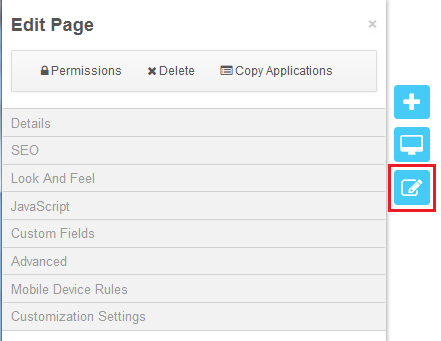 Edit Page
Permissions Delete Copy Applications
Details
SEO
Look And Feel
JavaScript
Custom Fields
Advanced
Mobile Device Rules
Customization Settings